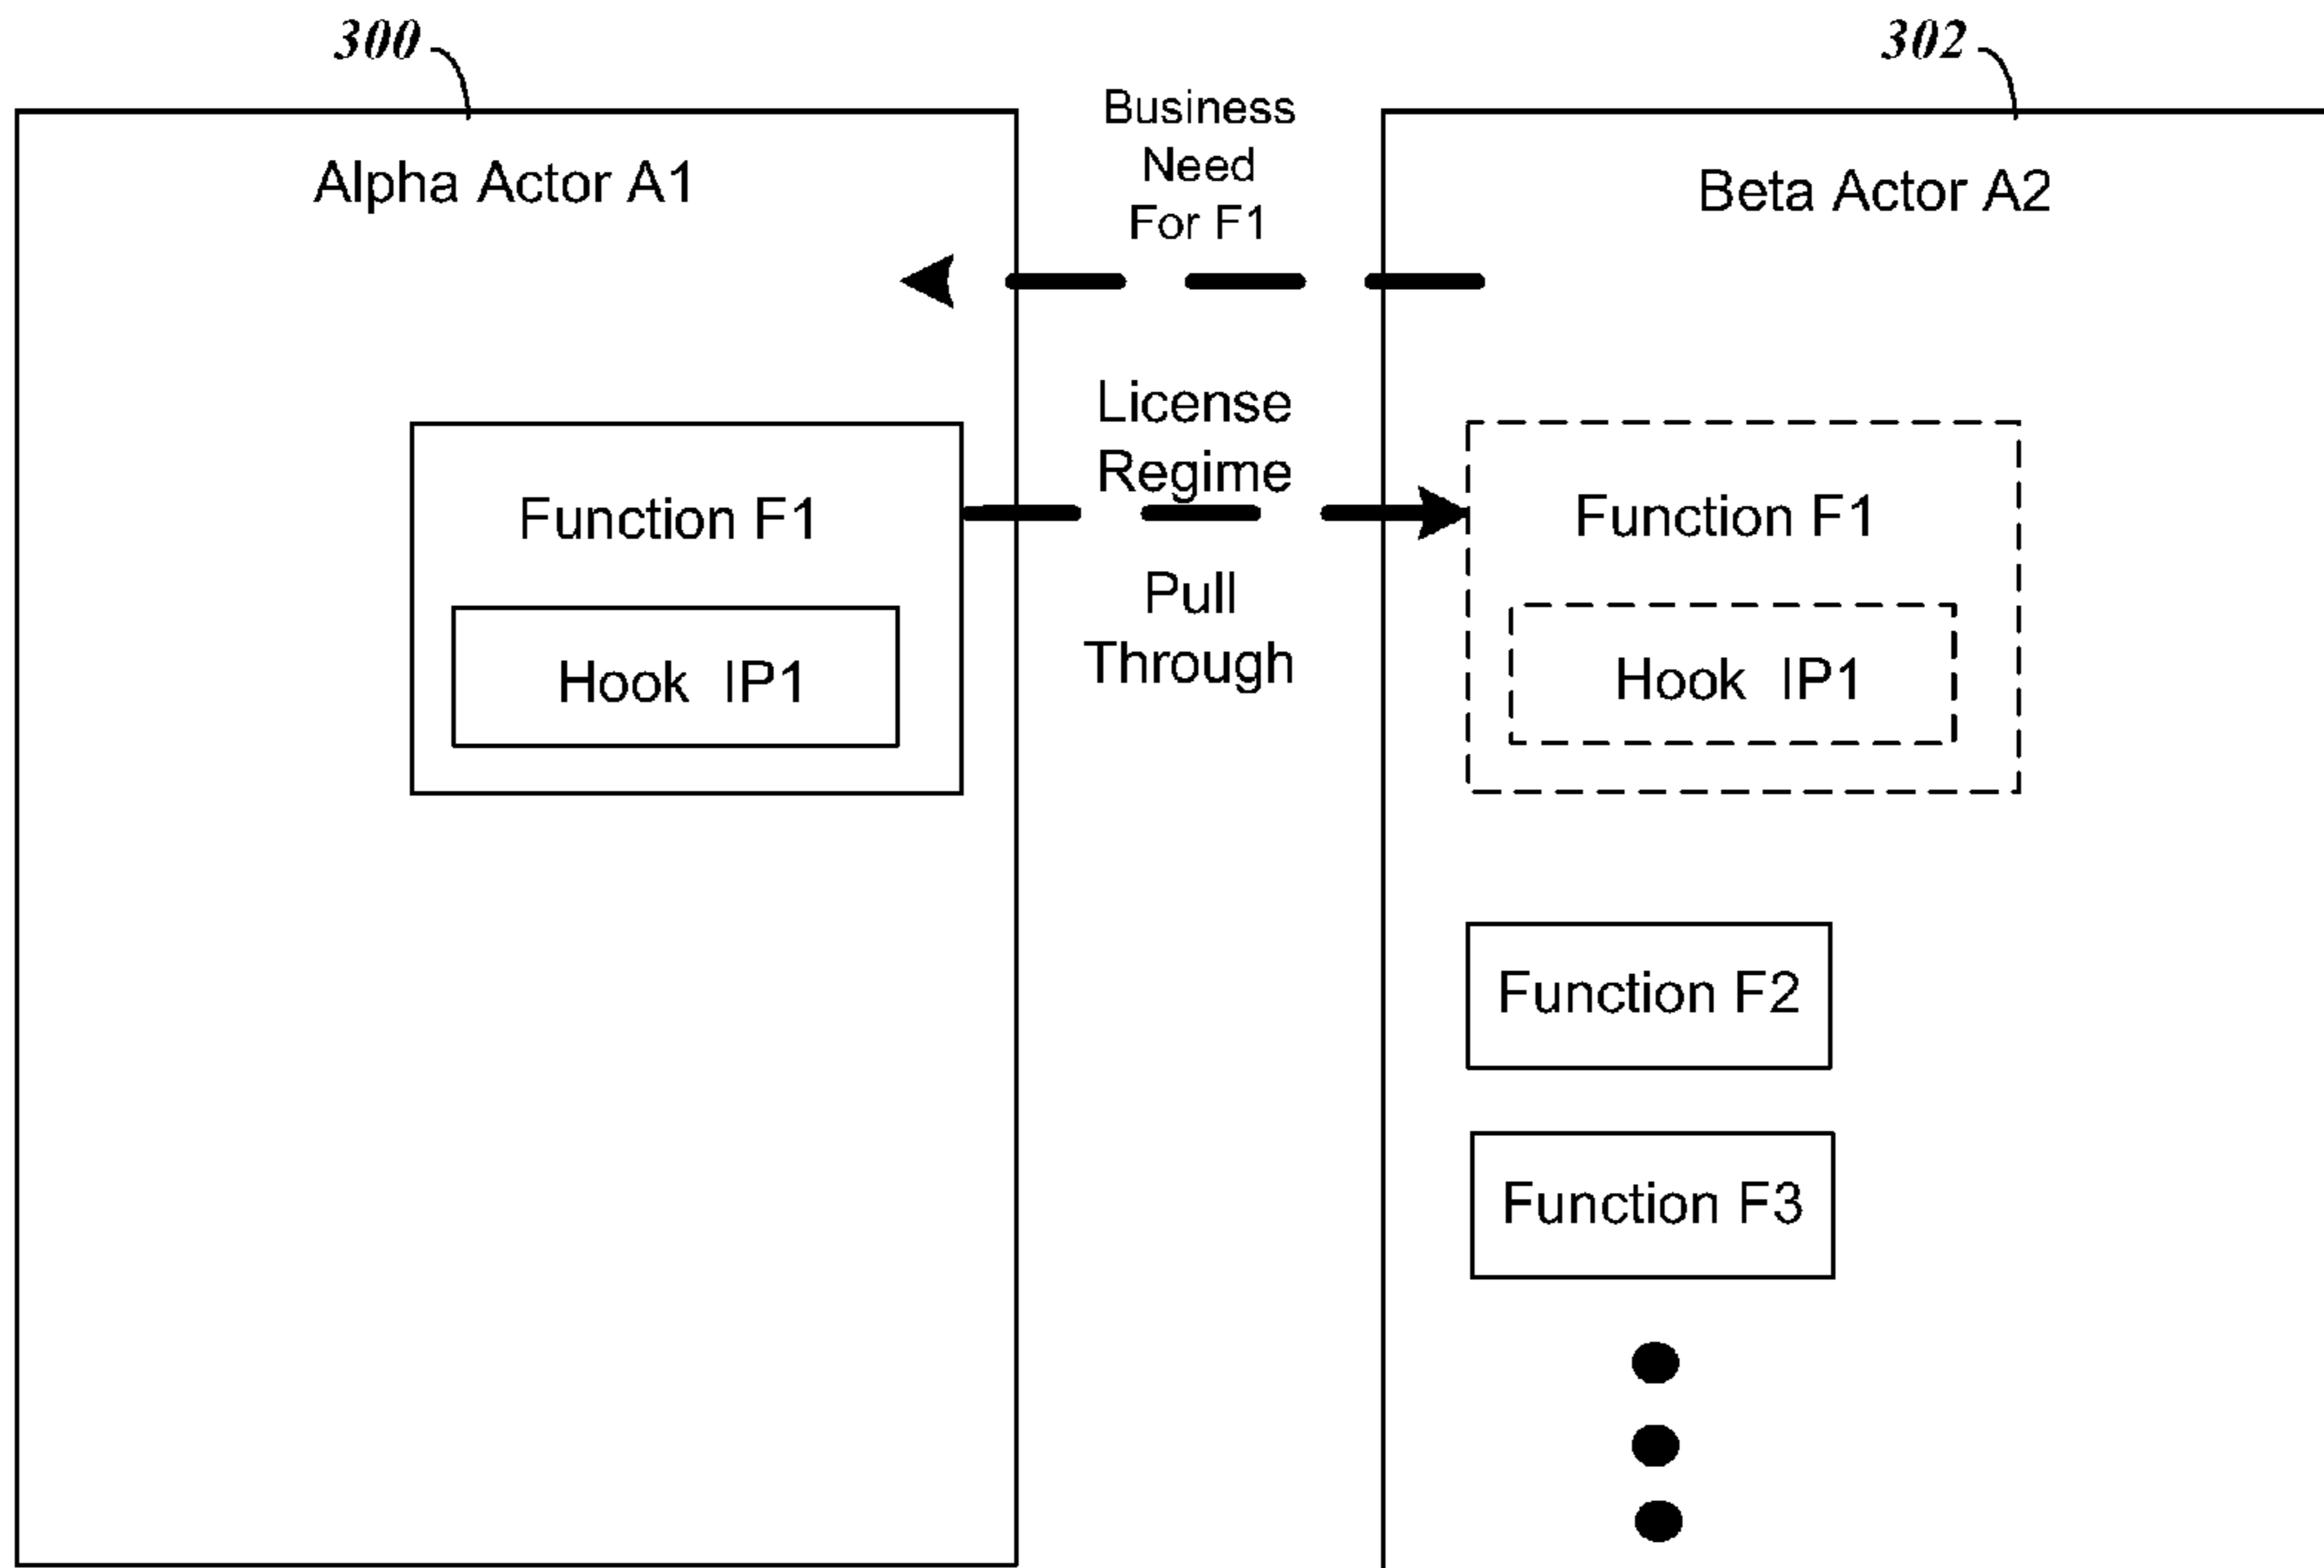 300
302
Alpha Actor A1
Business
Need
For F1
Beta Actor A2
License
Regime
Function F1
Hook IP1
Pull
Through
Function F1
Hook IP1
Function F2
Function F3